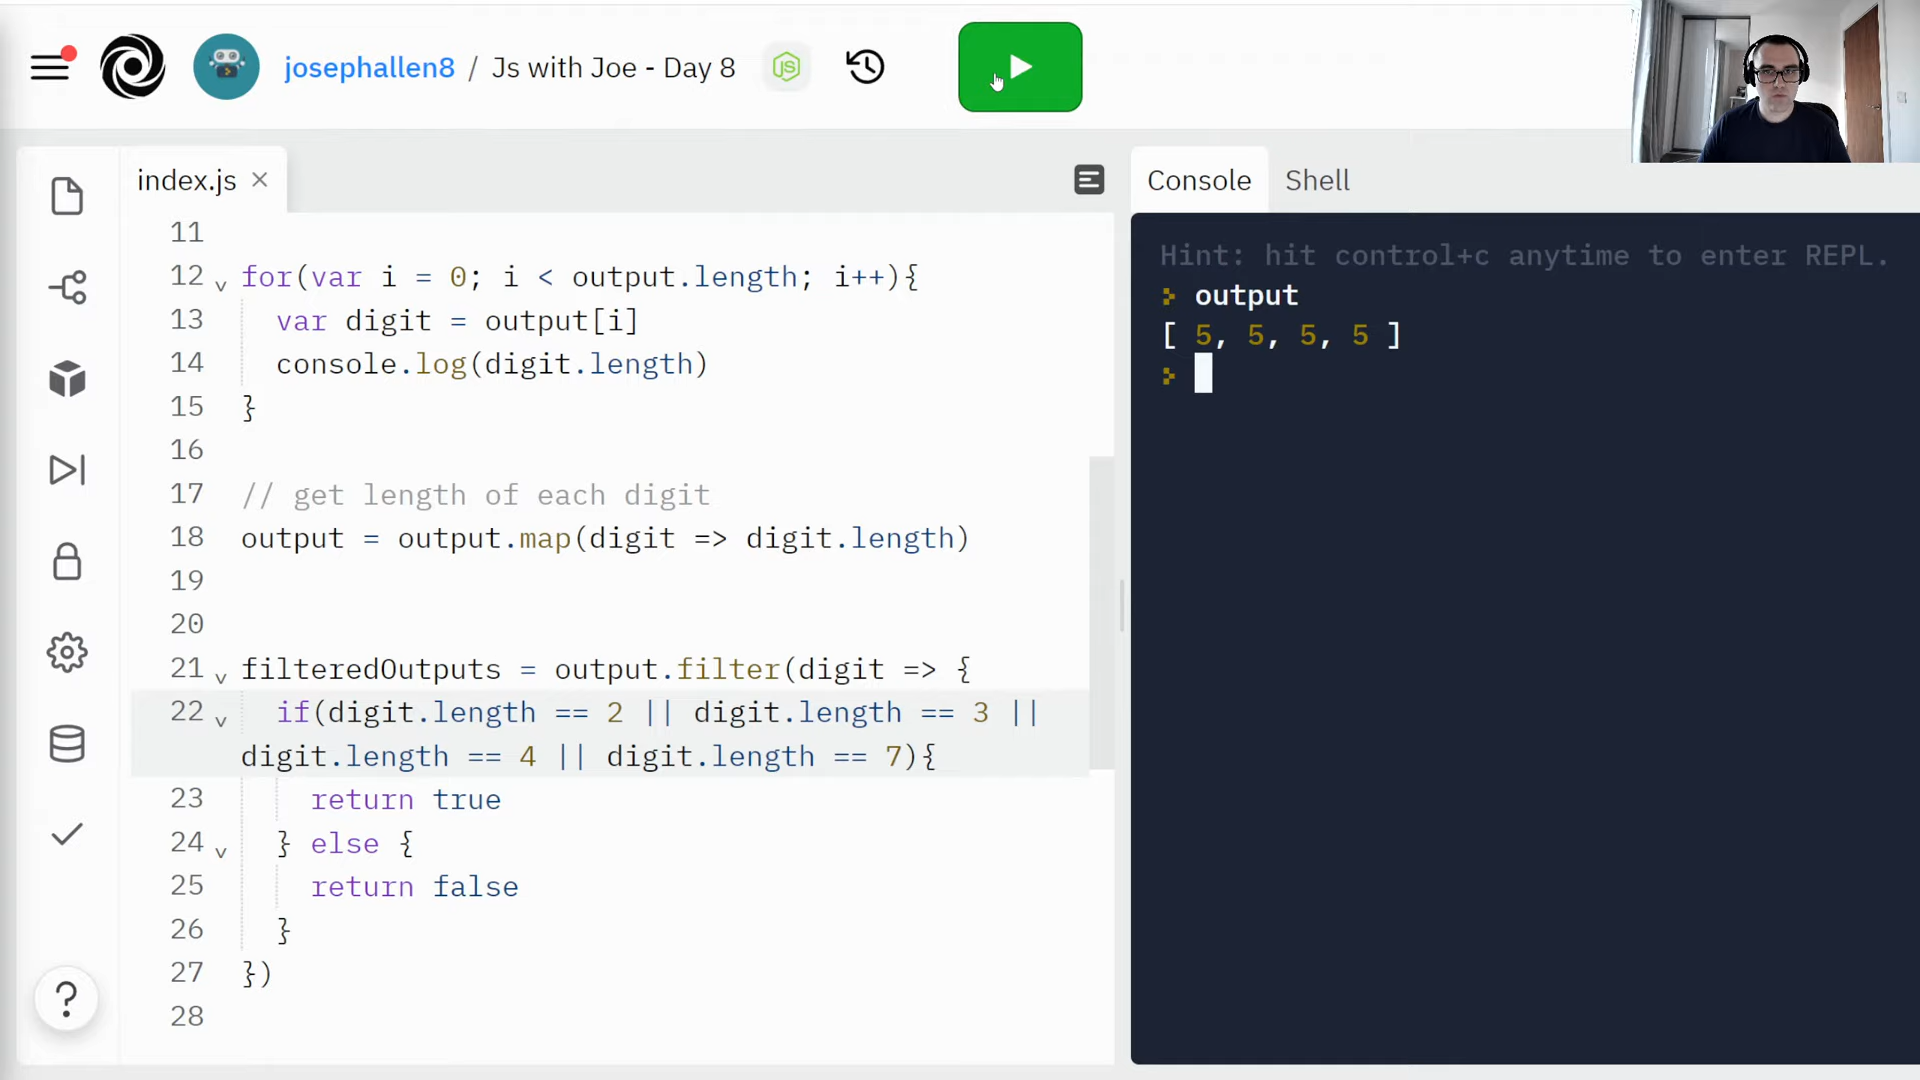 josephallen8 / Js with Joe - Day 8
index.js
Console
Shell
11
12 for(var i = 0; i < output.length; i++){
13 var digit = output[i]
14 console.log(digit.length)
15 }
16
17 // get length of each digit
18 output = output.map(digit => digit.length)
19
20
21 filteredOutputs = output.filter(digit => {
22 if(digit.length == 2 || digit.length == 3 ||
digit.length == 4 || digit.length == 7){
23 return true
24 } else {
25 return false
26 }
27 })
28
?
Hint: hit control+c anytime to enter REPL.
> output
[ 5, 5, 5, 5 ]
>